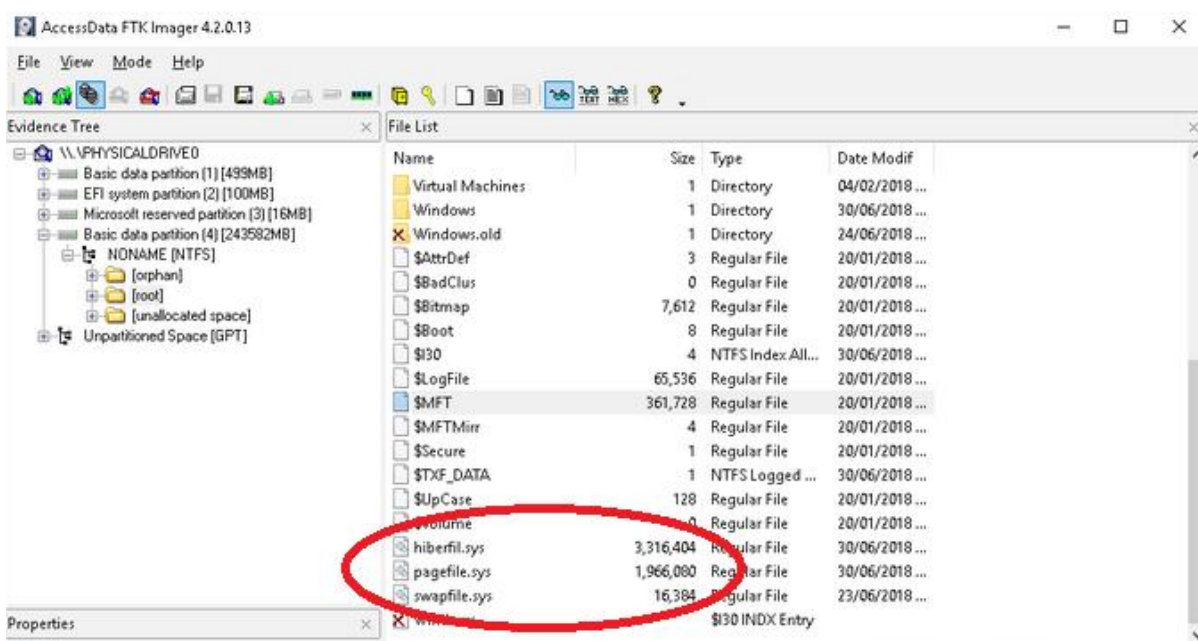 AccessData FTK Imager 4.2.0.13
File View Mode Help
Evidence Tree
\\.\PHYSICALDRIVE0
Basic data partition (1) [499MB]
EFI system partition (2) [100MB]
Microsoft reserved partition (3) [16MB]
Basic data partition (4) [243582MB]
NONAME [NTFS]
[orphan]
[root]
[unallocated space]
Unpartitioned Space [GPT]
Properties
File List
Name Size Type Date Modif
Virtual Machines 1 Directory 04/02/2018 ...
Windows 1 Directory 30/06/2018 ...
Windows.old 1 Directory 24/06/2018 ...
$AttrDef 3 Regular File 20/01/2018 ...
$BadClus 0 Regular File 20/01/2018 ...
$Bitmap 7,612 Regular File 20/01/2018 ...
$Boot 8 Regular File 20/01/2018 ...
$I30 4 NTFS Index All... 30/06/2018 ...
$LogFile 65,536 Regular File 20/01/2018 ...
$MFT 361,728 Regular File 20/01/2018 ...
$MFTMirr 4 Regular File 20/01/2018 ...
$Secure 1 Regular File 20/01/2018 ...
$TXF_DATA 1 NTFS Logged ... 30/06/2018 ...
$UpCase 128 Regular File 20/01/2018 ...
$Volume 0 Regular File 20/01/2018 ...
hiberfil.sys 3,316,404 Regular File 30/06/2018 ...
pagefile.sys 1,966,080 Regular File 30/06/2018 ...
swapfile.sys 16,384 Regular File 23/06/2018 ...
$I30 INDX Entry